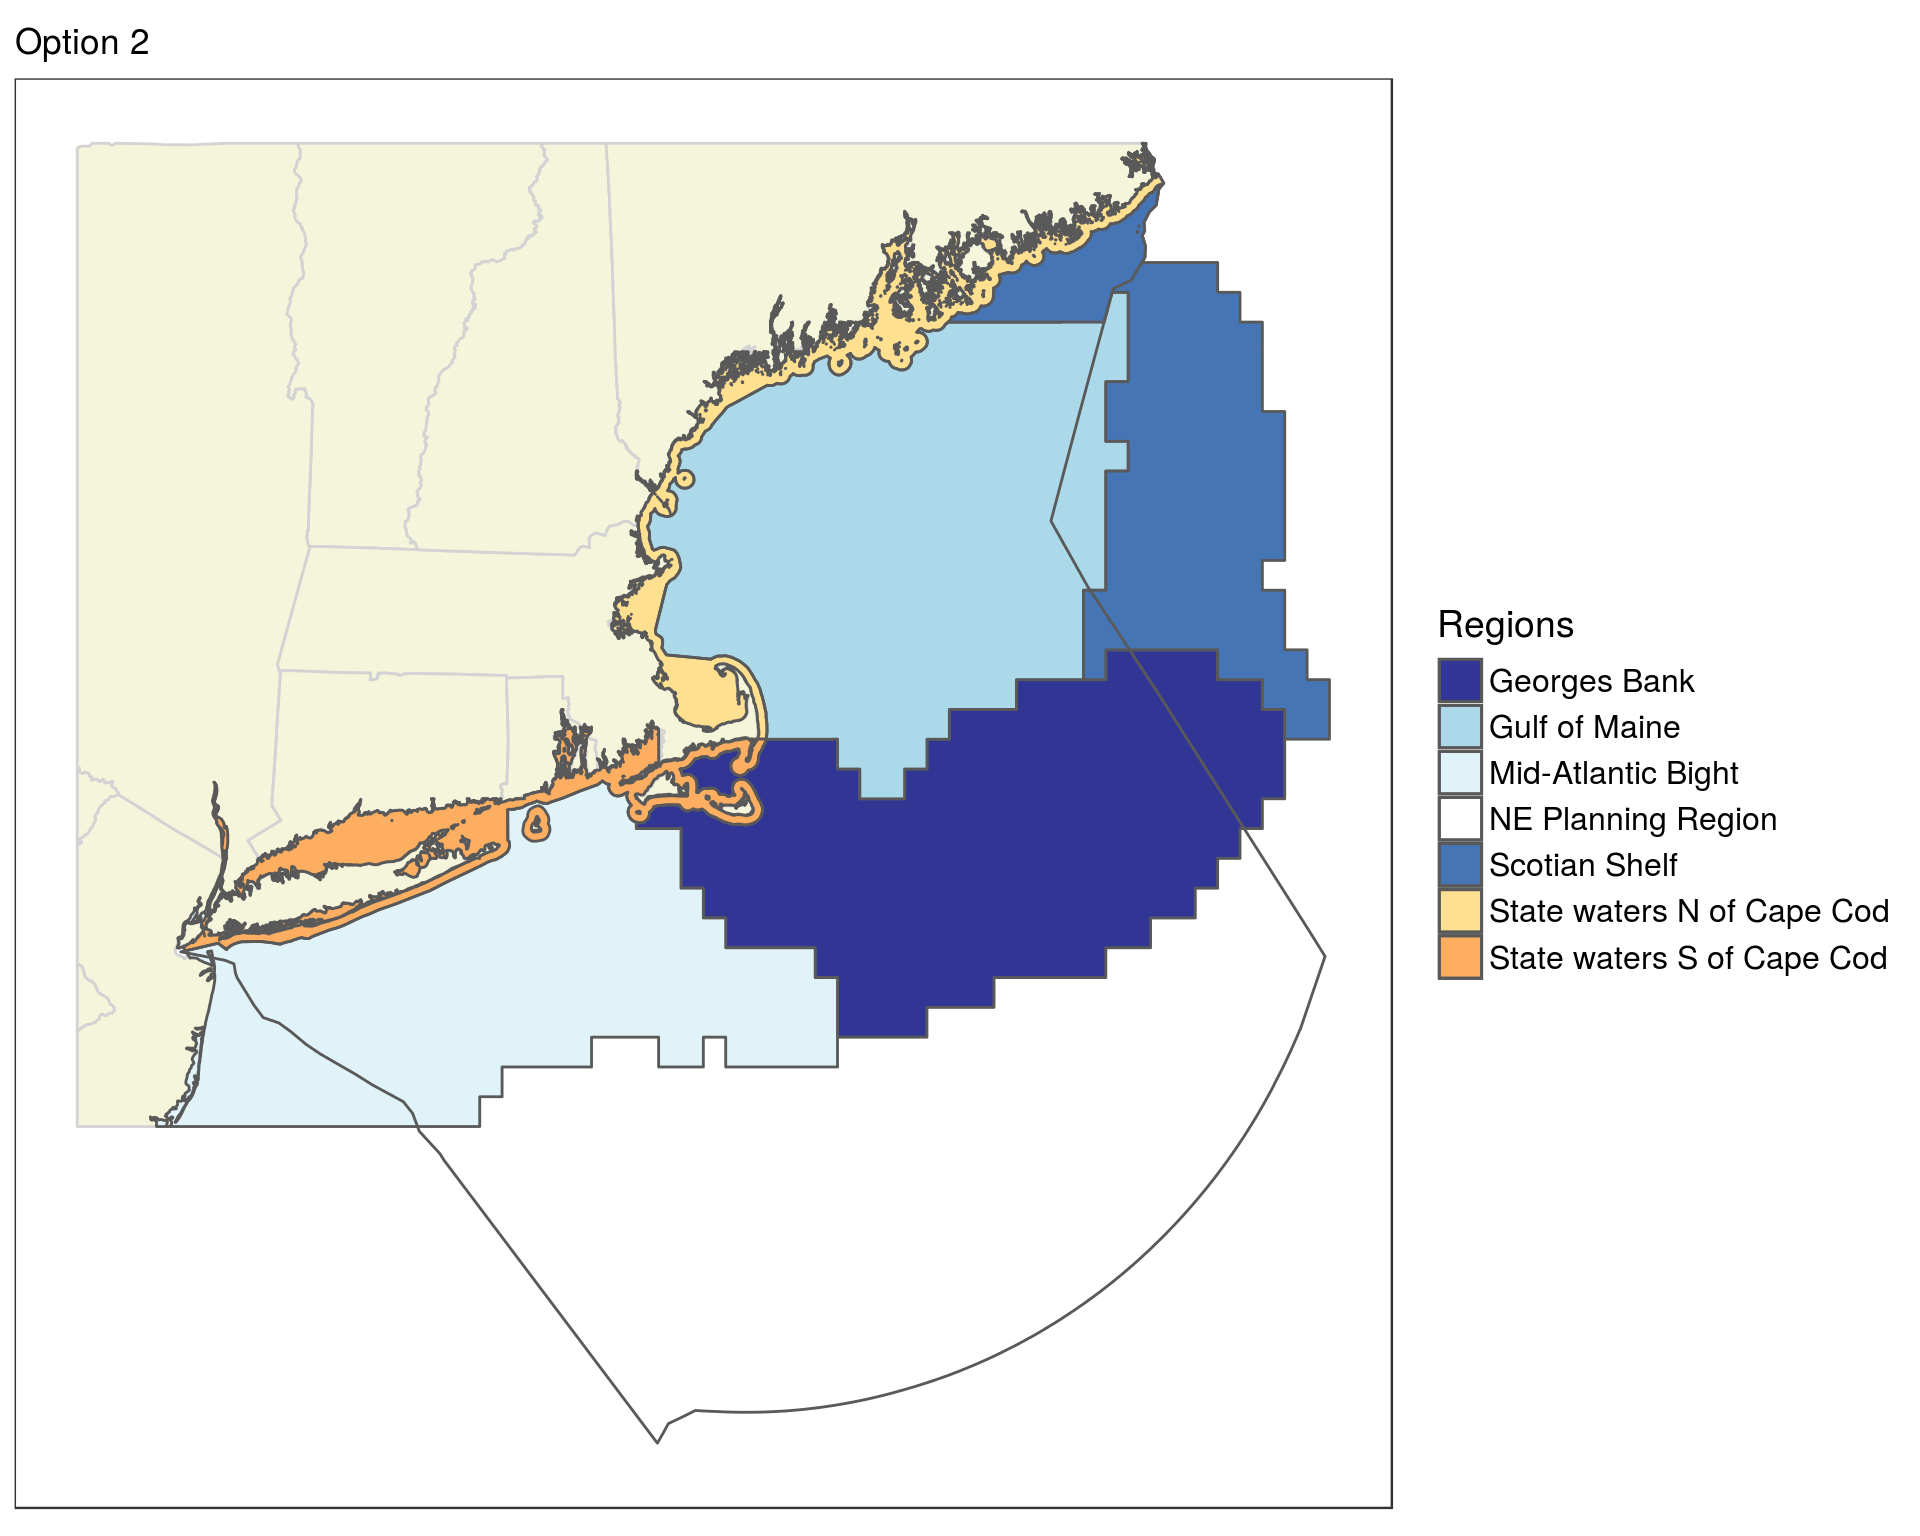 Option 2
Regions
Georges Bank
Gulf of Maine
Mid-Atlantic Bight
NE Planning Region
Scotian Shelf
State waters N of Cape Cod
State waters S of Cape Cod